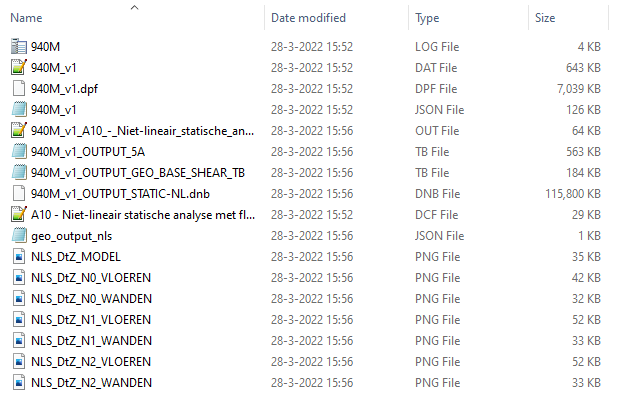 Name Date modified Type Size
940M 28-3-2022 15:52 LOG File 4 KB
940M_v1 28-3-2022 15:52 DAT File 643 KB
940M_v1.dpf 28-3-2022 15:52 DPF File 7,039 KB
940M_v1 28-3-2022 15:52 JSON File 126 KB
940M_v1_A10_-_Niet-lineair_statische_an... 28-3-2022 15:56 OUT File 64 KB
940M_v1_OUTPUT_5A 28-3-2022 15:56 TB File 563 KB
940M_v1_OUTPUT_GEO_BASE_SHEAR_TB 28-3-2022 15:56 TB File 184 KB
940M_v1_OUTPUT_STATIC-NL.dnb 28-3-2022 15:56 DNB File 115,800 KB
A10 - Niet-lineair statische analyse met fl... 28-3-2022 15:52 DCF File 29 KB
geo_output_nls 28-3-2022 15:56 JSON File 1 KB
NLS_DtZ_MODEL 28-3-2022 15:56 PNG File 35 KB
NLS_DtZ_N0_VLOEREN 28-3-2022 15:56 PNG File 42 KB
NLS_DtZ_N0_WANDEN 28-3-2022 15:56 PNG File 32 KB
NLS_DtZ_N1_VLOEREN 28-3-2022 15:56 PNG File 52 KB
NLS_DtZ_N1_WANDEN 28-3-2022 15:56 PNG File 33 KB
NLS_DtZ_N2_VLOEREN 28-3-2022 15:56 PNG File 52 KB
NLS_DtZ_N2_WANDEN 28-3-2022 15:56 PNG File 33 KB